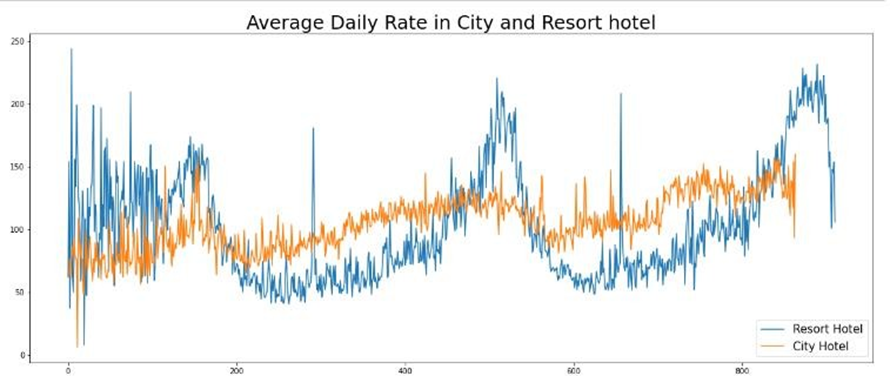 Average Daily Rate in City and Resort hotel
250
200
150
100
50
0
0 200 400 600 800
Resort Hotel
City Hotel